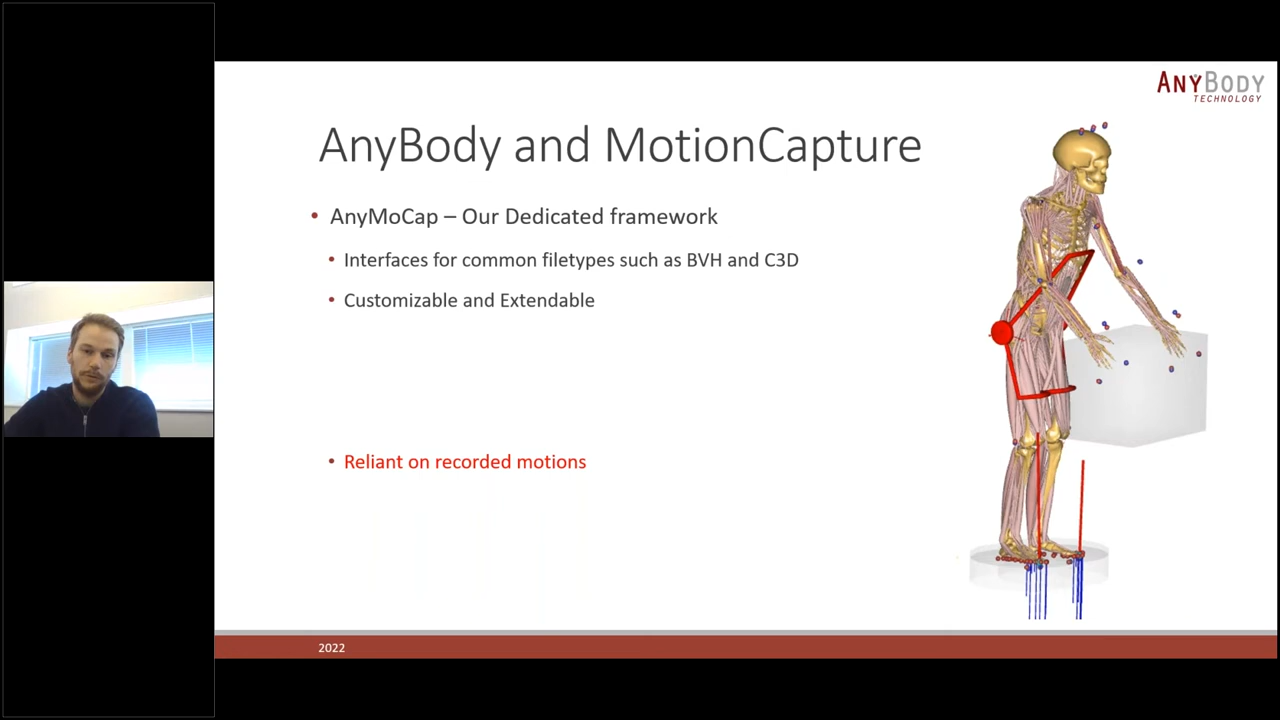 ANYBODY
TECHNOLOGY
AnyBody and MotionCapture
• AnyMoCap – Our Dedicated framework
• Interfaces for common filetypes such as BVH and C3D
• Customizable and Extendable
• Reliant on recorded motions
2022